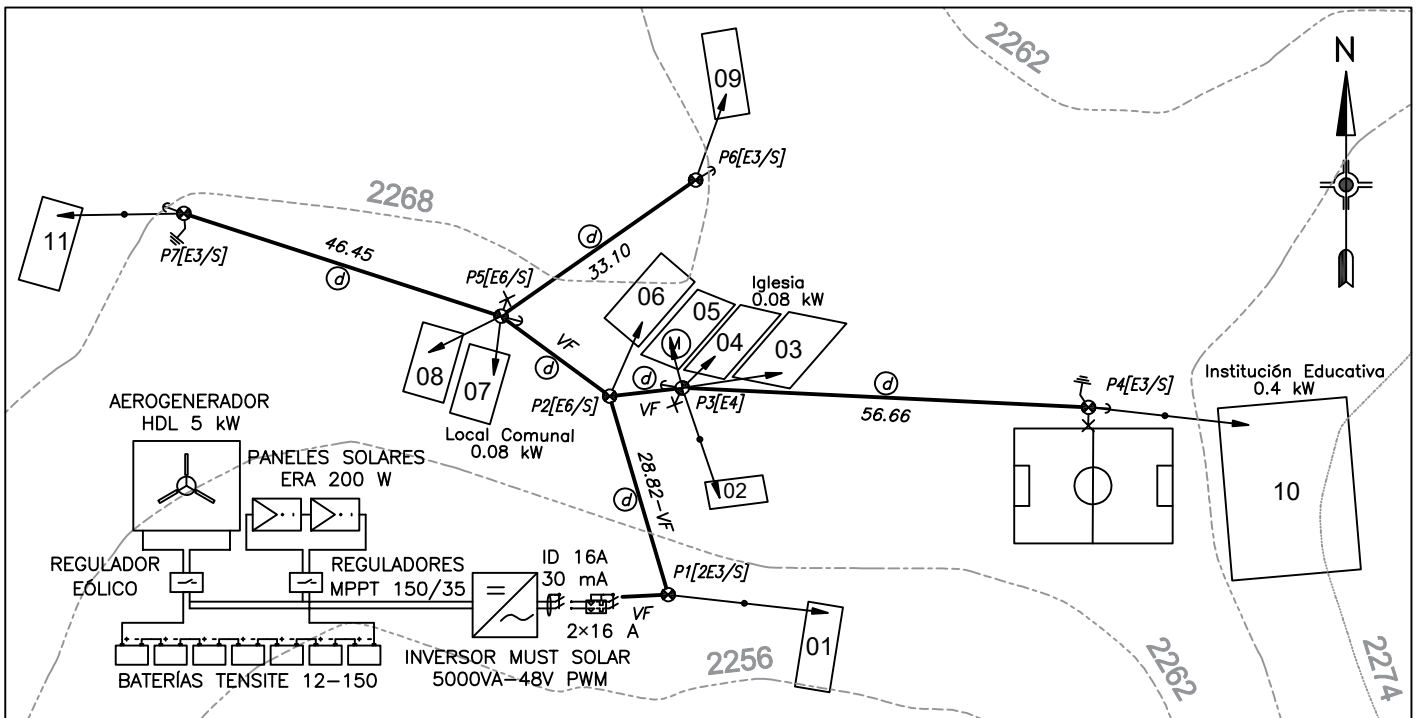 2262
N
09
P6[E3/S]
2268
11
P7[E3/S]
46.45
d
d
33.10
P5[E6/S]
VF
d
06
05
Iglesia
0.08 kW
M
04
03
08
07
Local Comunal
0.08 kW
P2[E6/S]
d
VF
P3[E4]
d
56.66
P4[E3/S]
Institución Educativa
0.4 kW
10
02
28.82-VF
d
AEROGENERADOR
HDL 5 kW
PANELES SOLARES
ERA 200 W
REGULADOR
EÓLICO
REGULADORES
MPPT 150/35
ID 16A
30 mA
VF
2×16 A
P1[2E3/S]
01
INVERSOR MUST SOLAR
5000VA-48V PWM
BATERÍAS TENSITE 12-150
2256
2262
2274